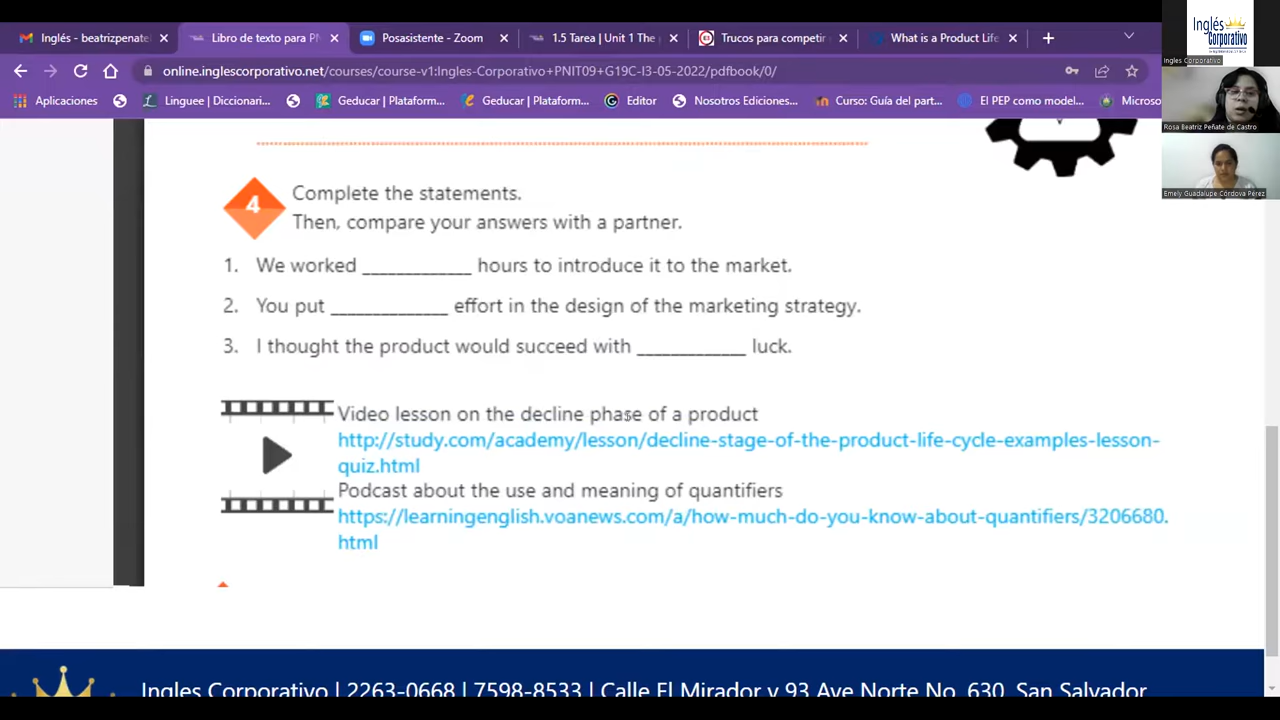 Inglés - beatrizpenate
Libro de texto para PN
Posasistente - Zoom
1.5 Tarea | Unit 1 The p
Trucos para competir
What is a Product Life
online.inglescorporativo.net/courses/course-v1:Ingles-Corporativo+PNIT09+G19C-I3-05-2022/pdfbook/0/
Aplicaciones
Linguee | Diccionari...
Geducar | Plataform...
Geducar | Plataform...
Editor
Nosotros Ediciones...
Curso: Guía del part...
El PEP como model...
Microso
Inglés
Corporativo
Ingles Corporativo
Rosa Beatriz Peñate de Castro
Emely Guadalupe Córdova Pérez
4
Complete the statements.
Then, compare your answers with a partner.
1. We worked _____________ hours to introduce it to the market.
2. You put ______________ effort in the design of the marketing strategy.
3. I thought the product would succeed with _____________ luck.
Video lesson on the decline phase of a product
http://study.com/academy/lesson/decline-stage-of-the-product-life-cycle-examples-lesson-
quiz.html
Podcast about the use and meaning of quantifiers
https://learningenglish.voanews.com/a/how-much-do-you-know-about-quantifiers/3206680.
html
Ingles Corporativo | 2263-0668 | 7598-8533 | Calle El Mirador y 93 Ave Norte No. 630, San Salvador